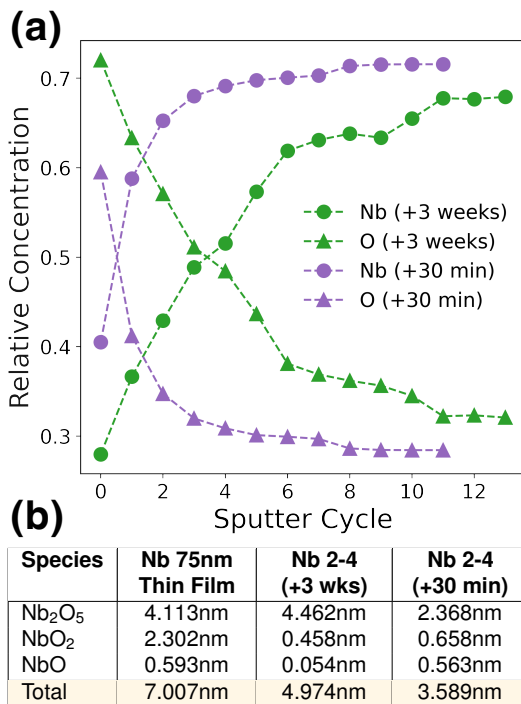 (a)
Relative Concentration
0.7
0.6
0.5
0.4
0.3
Nb (+3 weeks)
O (+3 weeks)
Nb (+30 min)
O (+30 min)
0 2 4 6 8 10 12
Sputter Cycle
(b)
Species Nb 75nm Thin Film Nb 2-4 (+3 wks) Nb 2-4 (+30 min)
Nb₂O₅ 4.113nm 4.462nm 2.368nm
NbO₂ 2.302nm 0.458nm 0.658nm
NbO 0.593nm 0.054nm 0.563nm
Total 7.007nm 4.974nm 3.589nm